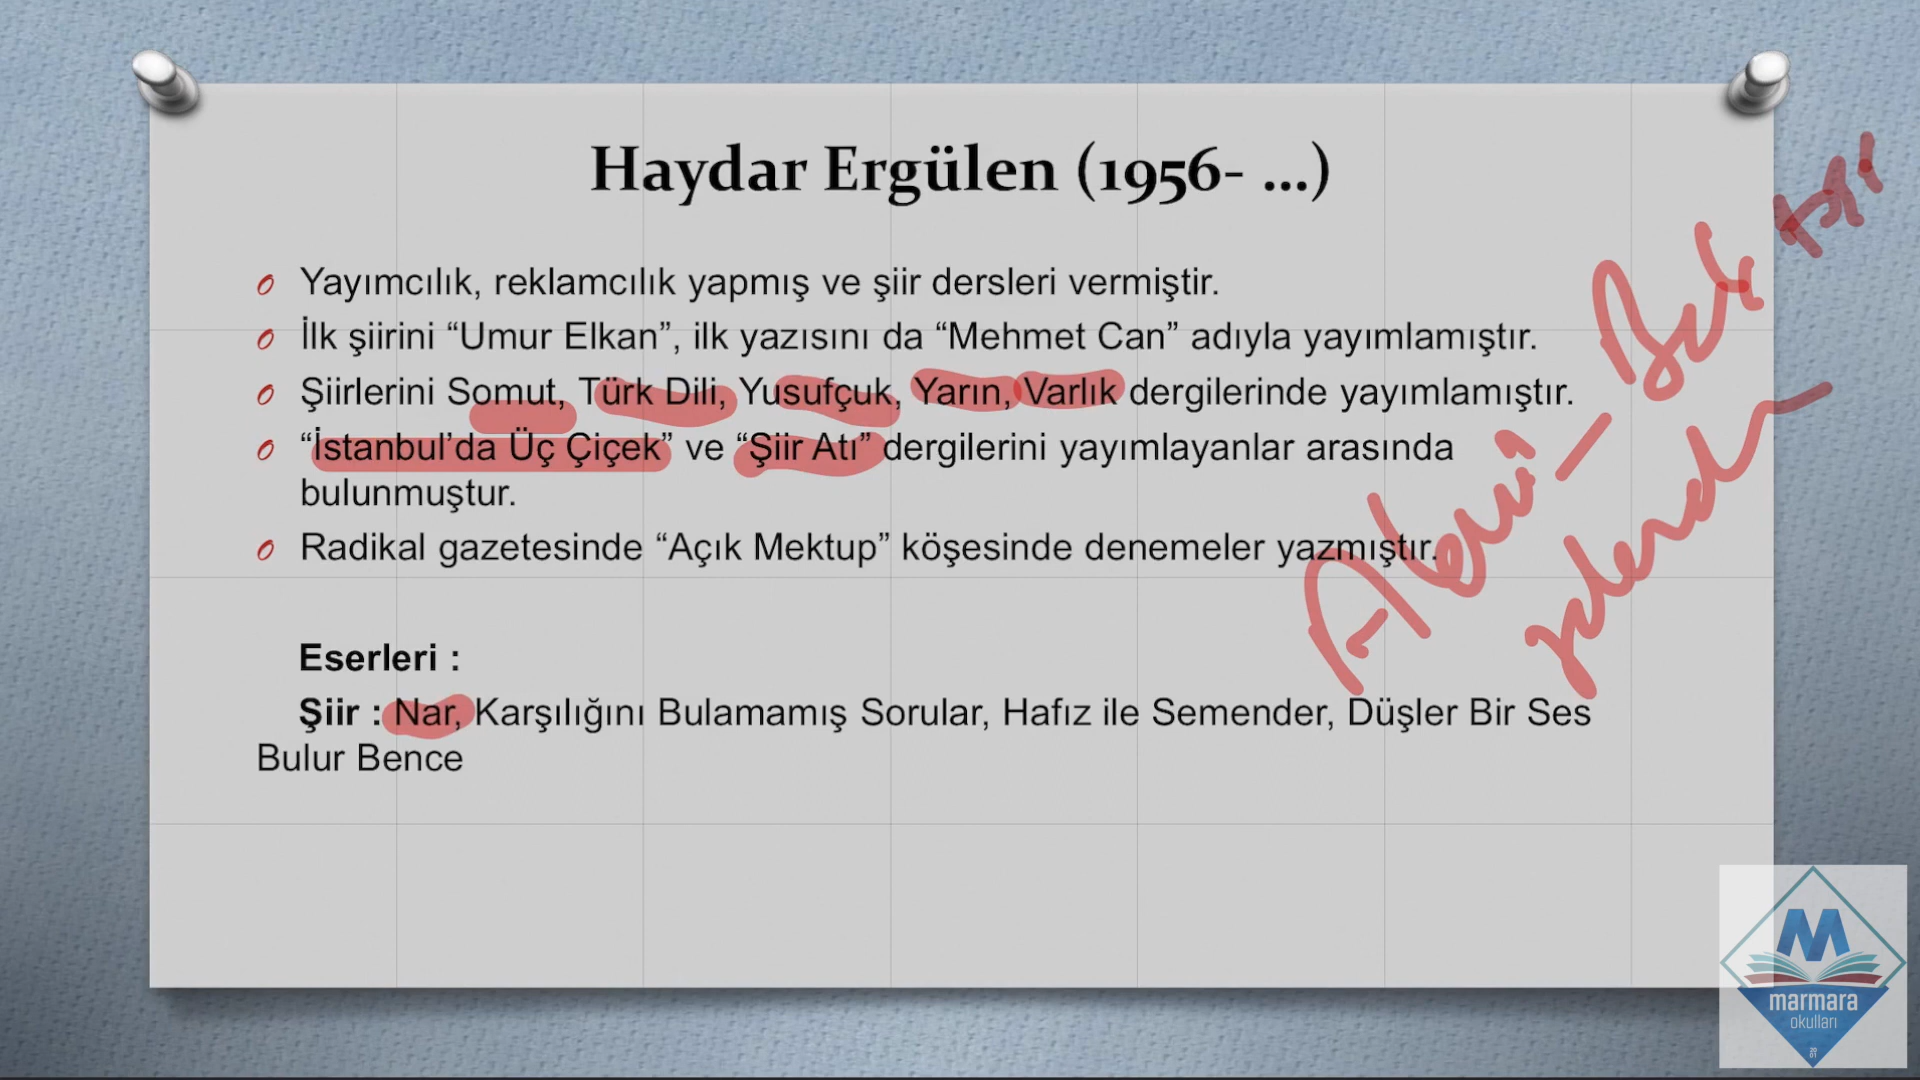 Haydar Ergülen (1956- ...)
Yayımcılık, reklamcılık yapmış ve şiir dersleri vermiştir.
İlk şiirini “Umur Elkan”, ilk yazısını da “Mehmet Can” adıyla yayımlamıştır.
Şiirlerini Somut, Türk Dili, Yusufçuk, Yarın, Varlık dergilerinde yayımlamıştır.
“İstanbul’da Üç Çiçek” ve “Şiir Atı” dergilerini yayımlayanlar arasında
bulunmuştur.
Radikal gazetesinde “Açık Mektup” köşesinde denemeler yazmıştır.
Alevi -
Eserleri :
Şiir : Nar, Karşılığını Bulamamış Sorular, Hafız ile Semender, Düşler Bir Ses
Bulur Bence
M
marmara
okulları
20
01